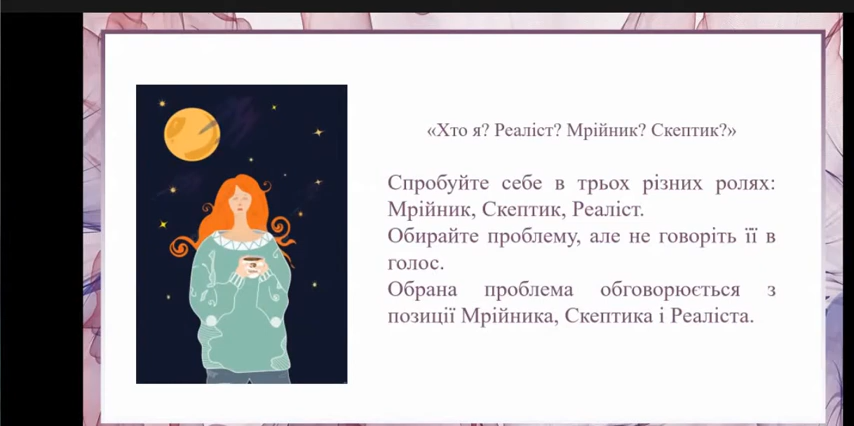 «Хто я? Реаліст? Мрійник? Скептик?»
Спробуйте себе в трьох різних ролях:
Мрійник, Скептик, Реаліст.
Обирайте проблему, але не говоріть її в
голос.
Обрана проблема обговорюється з
позиції Мрійника, Скептика і Реаліста.